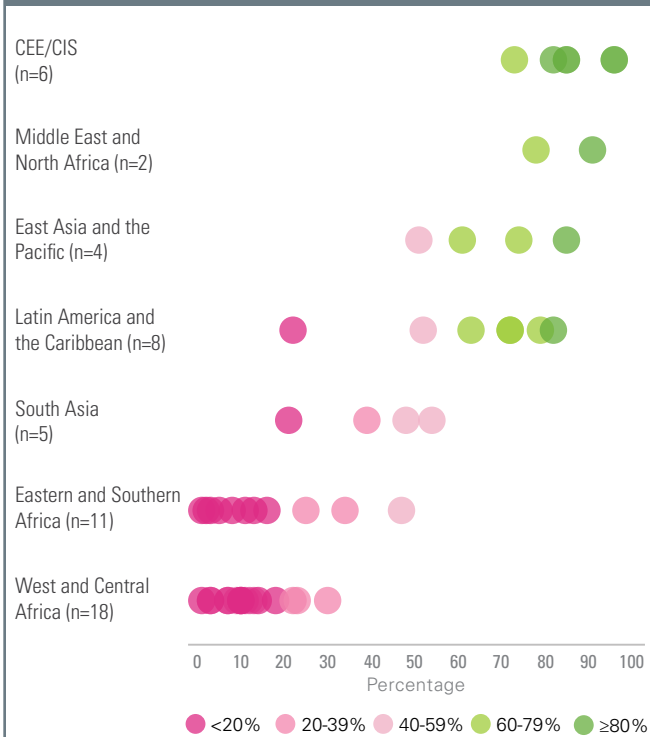 CEE/CIS
(n=6)
Middle East and
North Africa (n=2)
East Asia and the
Pacific (n=4)
Latin America and
the Caribbean (n=8)
South Asia
(n=5)
Eastern and Southern
Africa (n=11)
West and Central
Africa (n=18)
0 10 20 30 40 50 60 70 80 90 100
Percentage
<20% 20-39% 40-59% 60-79% ≥80%